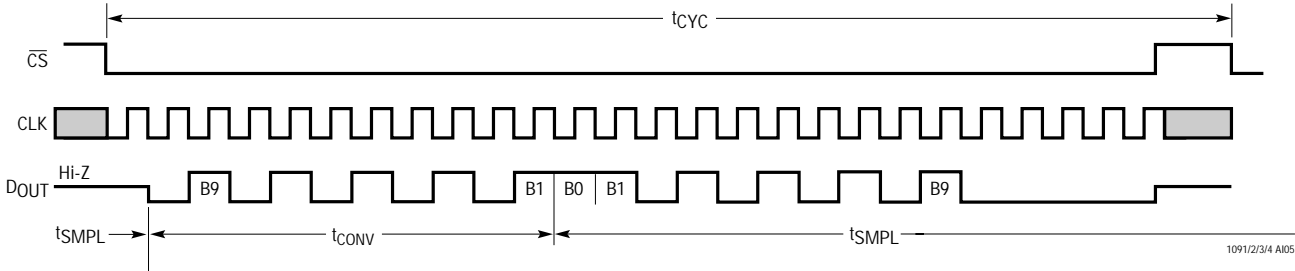 tCYC
CS
CLK
Hi-Z
DOUT
B9
B1
B0
B1
B9
tSMPL
tCONV
tSMPL
1091/2/3/4 AI05